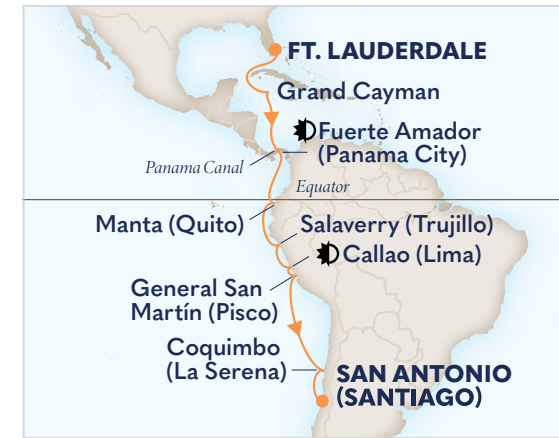 FT. LAUDERDALE
Grand Cayman
Fuerte Amador
(Panama City)
Panama Canal
Equator
Manta (Quito)
Salaverry (Trujillo)
Callao (Lima)
General San
Martín (Pisco)
Coquimbo
(La Serena)
SAN ANTONIO
(SANTIAGO)